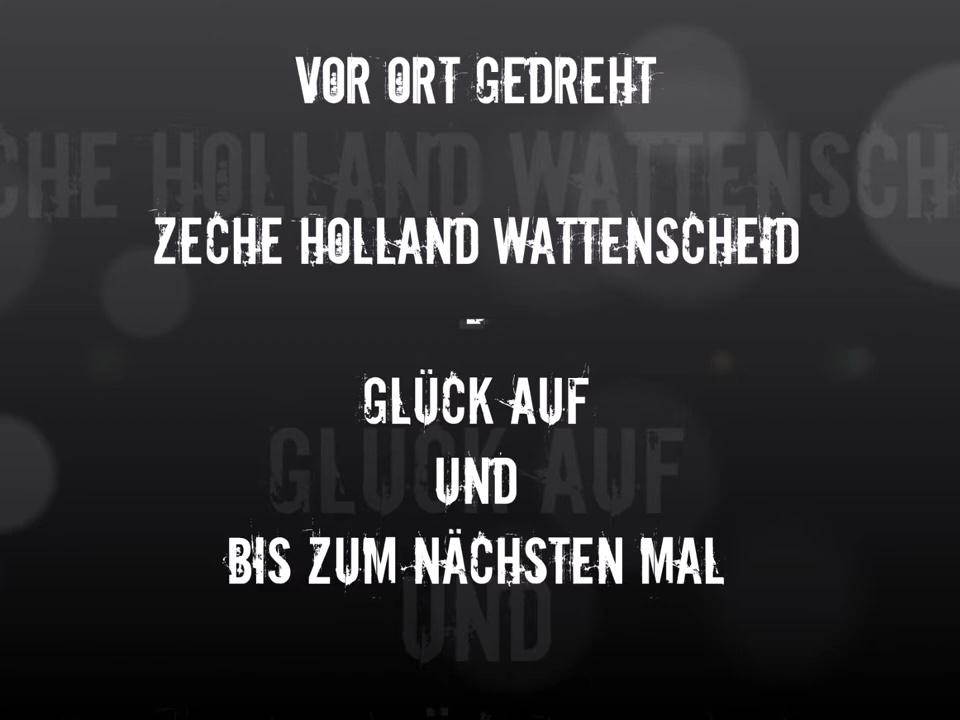 VOR ORT GEDREHT
ZECHE HOLLAND WATTENSCHEID
-
GLÜCK AUF
UND
BIS ZUM NÄCHSTEN MAL